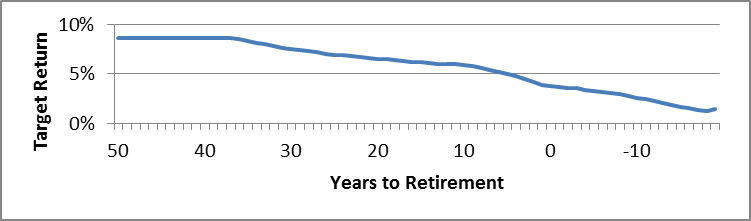 10%
5%
0%
Target Return
50 40 30 20 10 0 -10
Years to Retirement